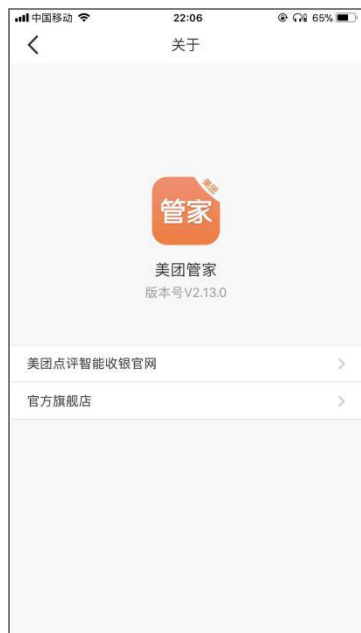 中国移动 22:06 65%
关于
美团
管家
美团管家
版本号V2.13.0
美团点评智能收银官网
官方旗舰店